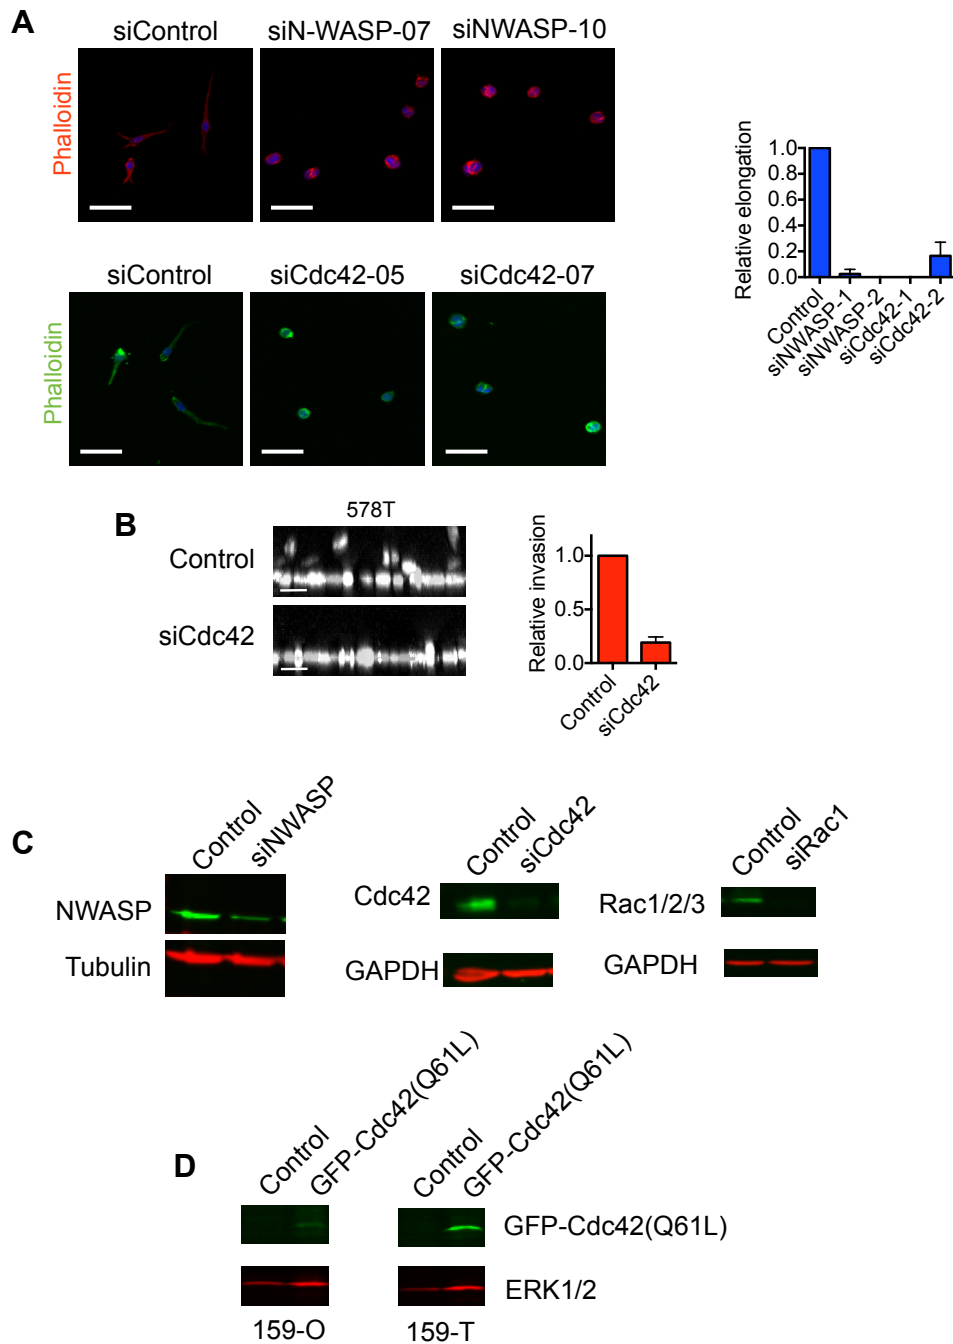 A
siControl
siN-WASP-07
siNWASP-10
Phalloidin
Relative elongation
1.0
0.8
0.6
0.4
0.2
0.0
Control
siNWASP-1
siNWASP-2
siCdc42-1
siCdc42-2
siControl
siCdc42-05
siCdc42-07
Phalloidin
B
578T
Control
siCdc42
Relative invasion
1.0
0.5
0.0
Control
siCdc42
C
Control
siNWASP
NWASP
Tubulin
Control
siCdc42
Cdc42
GAPDH
Control
siRac1
Rac1/2/3
GAPDH
D
Control
GFP-Cdc42(Q61L)
Control
GFP-Cdc42(Q61L)
GFP-Cdc42(Q61L)
ERK1/2
159-O
159-T